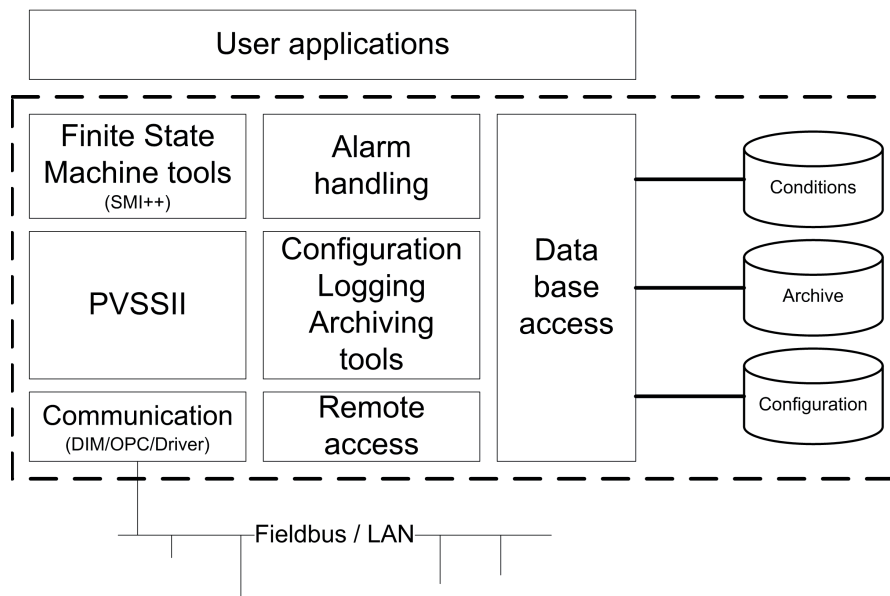 User applications
Finite State
Machine tools
(SMI++)
Alarm
handling
Data
base
access
Conditions
PVSSII
Configuration
Logging
Archiving
tools
Archive
Communication
(DIM/OPC/Driver)
Remote
access
Configuration
Fieldbus / LAN